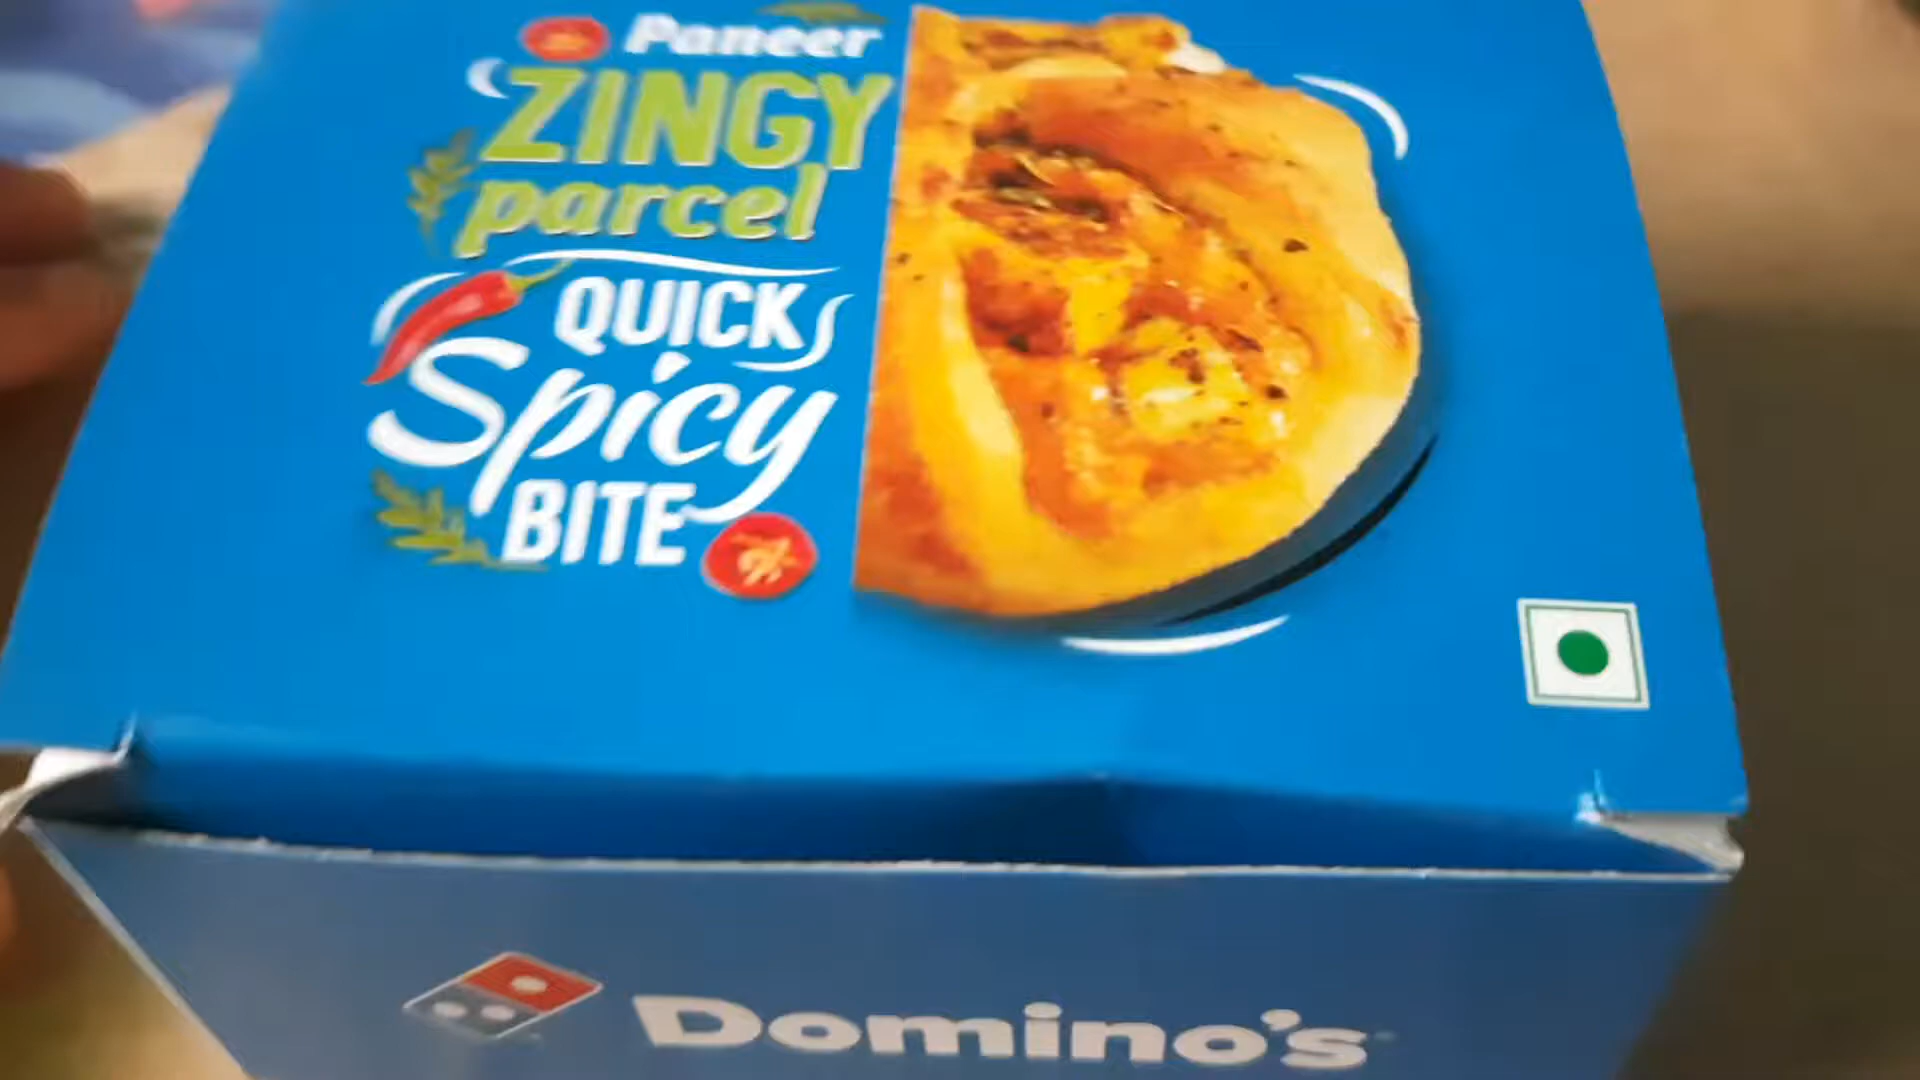 Paneer
ZINGY
parcel
QUICK
Spicy
BITE
Domino's